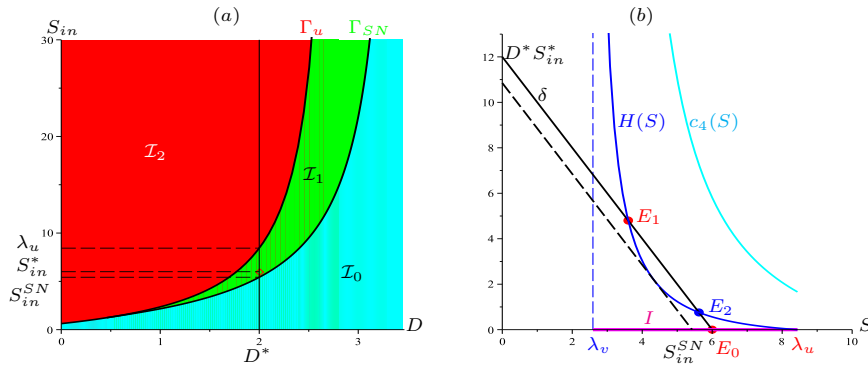 (a)
S_in Γ_u Γ_SN
30
20
10
0
I_2
I_1
I_0
λ_u
S*_in
S^SN_in
0 1 2 3 D
D*
(b)
12
10
8
6
4
2
0
D*S*_in
δ
H(S)
c_4(S)
E_1
E_2
I
E_0
0 2 4 6 8 10
S
λ_v S^SN_in λ_u